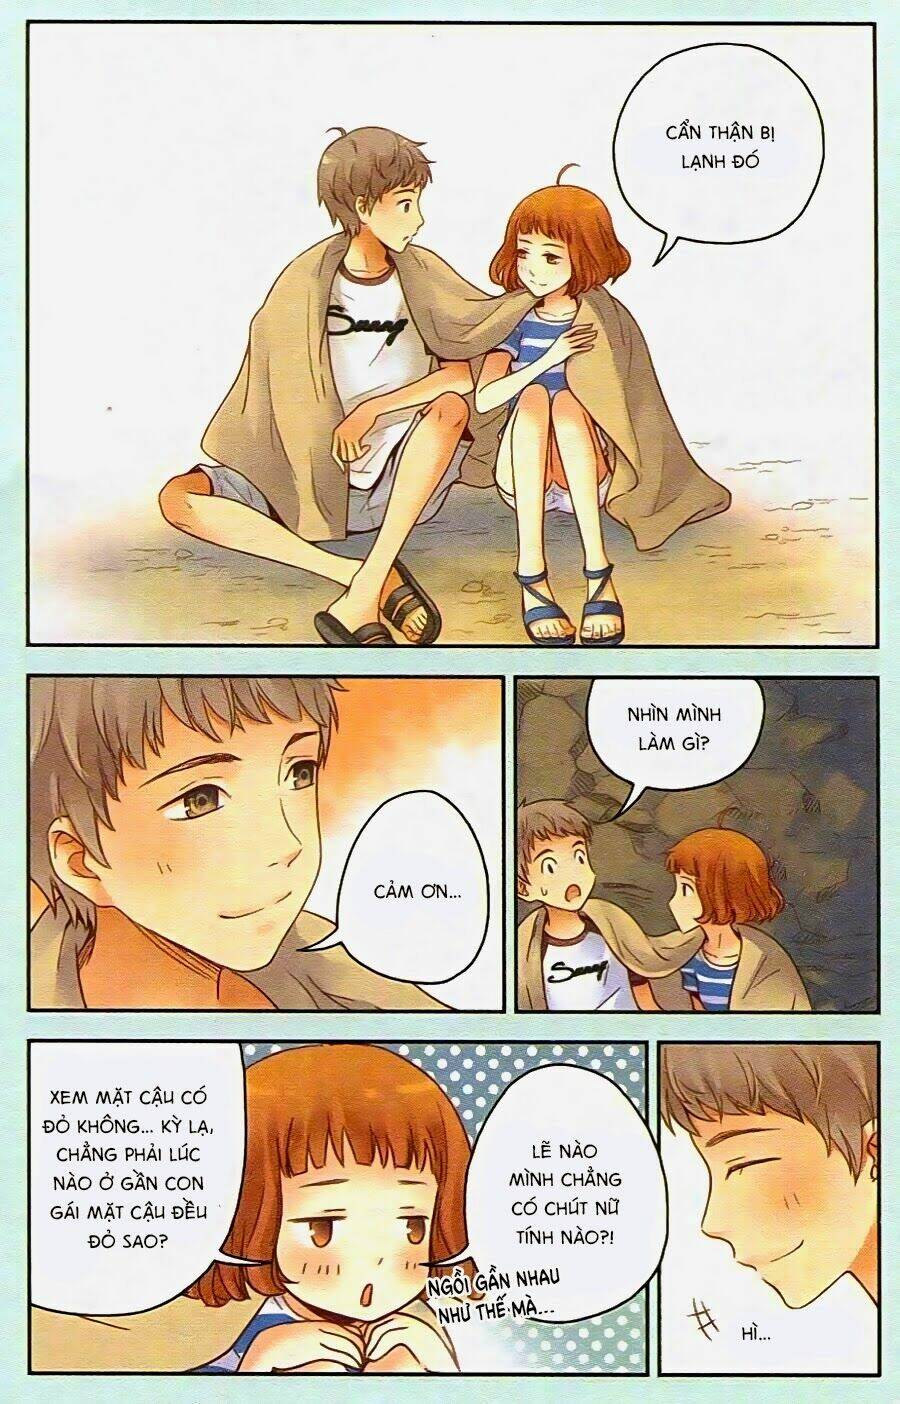 CẨN THẬN BỊ
LẠNH ĐÓ
Sunny
CẢM ƠN...
NHÌN MÌNH
LÀM GÌ?
Sunny
XEM MẶT CẬU CÓ
ĐỎ KHÔNG... KỲ LẠ,
CHẲNG PHẢI LÚC
NÀO Ở GẦN CON
GÁI MẶT CẬU ĐỀU
ĐỎ SAO?
LẼ NÀO
MÌNH CHẲNG
CÓ CHÚT NỮ
TÍNH NÀO?!
NGỒI GẦN NHAU
NHƯ THẾ MÀ...
HÌ...